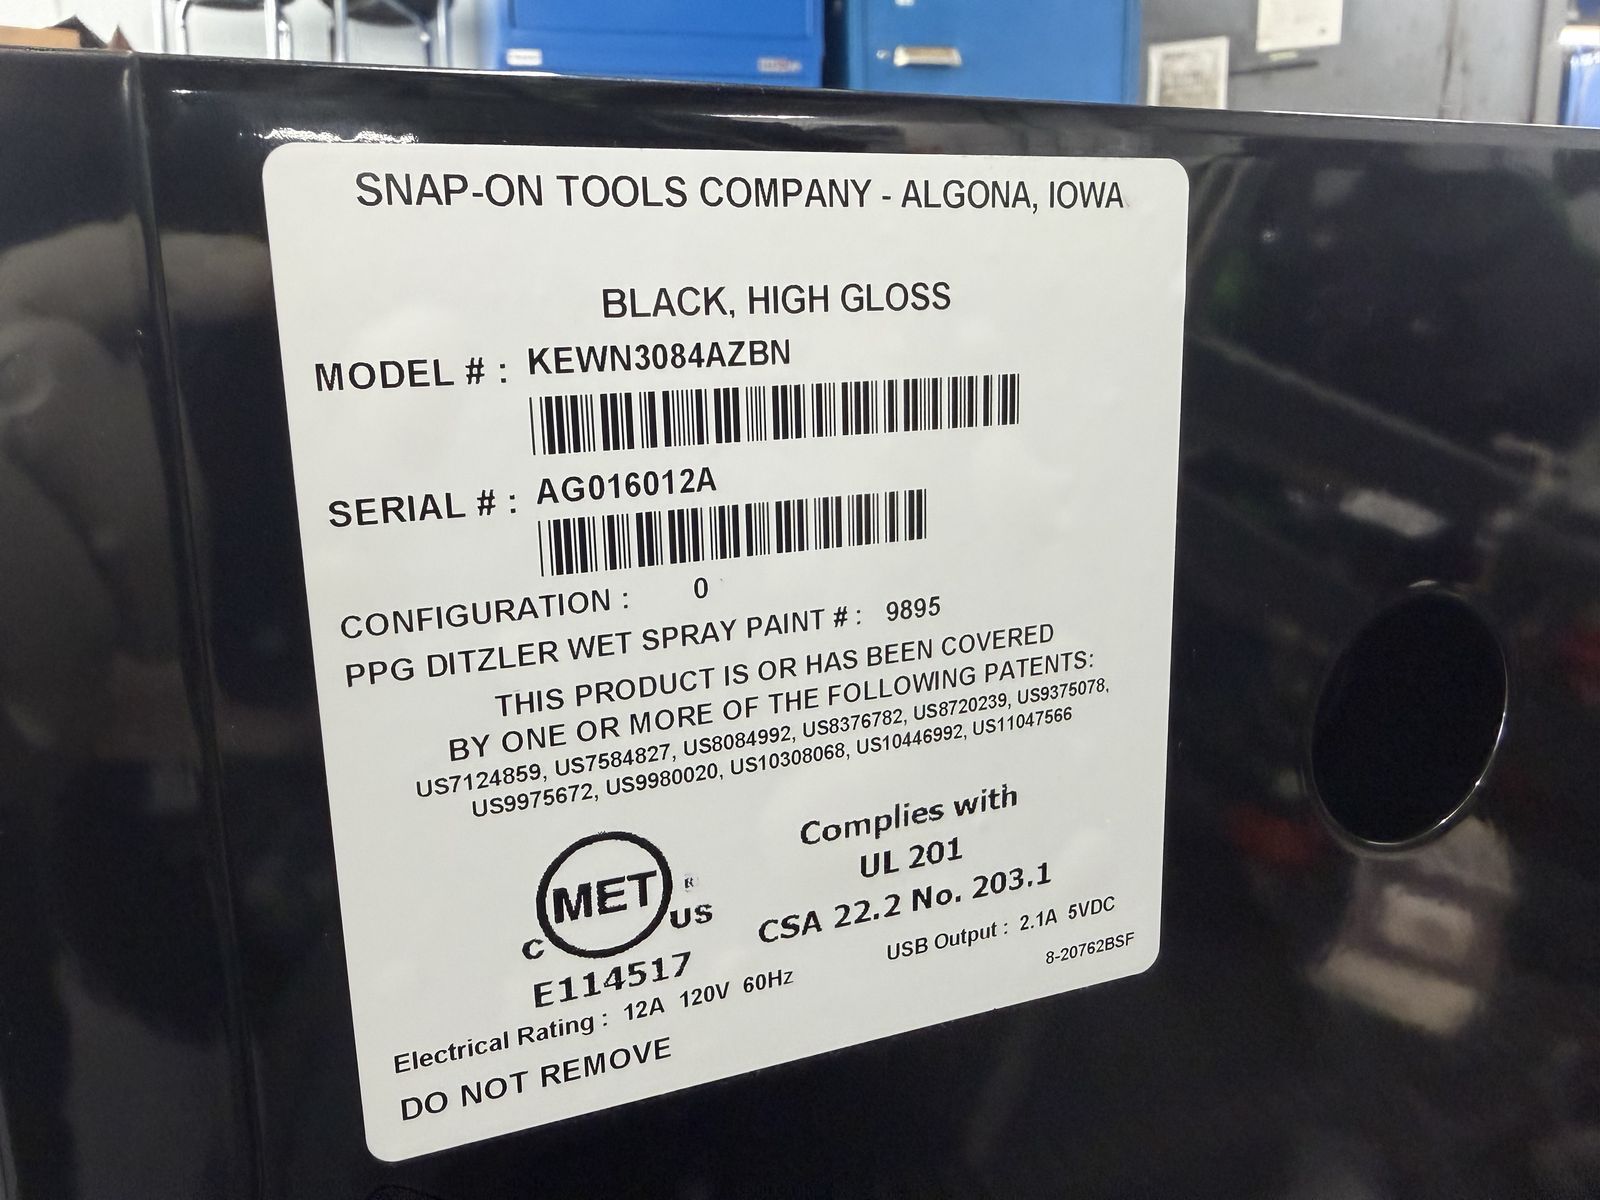 SNAP-ON TOOLS COMPANY - ALGONA, IOWA
BLACK, HIGH GLOSS
MODEL # : KEWN3084AZBN
SERIAL # : AG016012A
CONFIGURATION : 0
PPG DITZLER WET SPRAY PAINT # : 9895
THIS PRODUCT IS OR HAS BEEN COVERED
BY ONE OR MORE OF THE FOLLOWING PATENTS:
US7124859, US7584827, US8084992, US8376782, US8720239, US9375078,
US9975672, US9980020, US10308068, US10446992, US11047566
C MET ® US
E114517
Complies with
UL 201
CSA 22.2 No. 203.1
Electrical Rating : 12A 120V 60Hz
USB Output : 2.1A 5VDC
8-20762BSF
DO NOT REMOVE